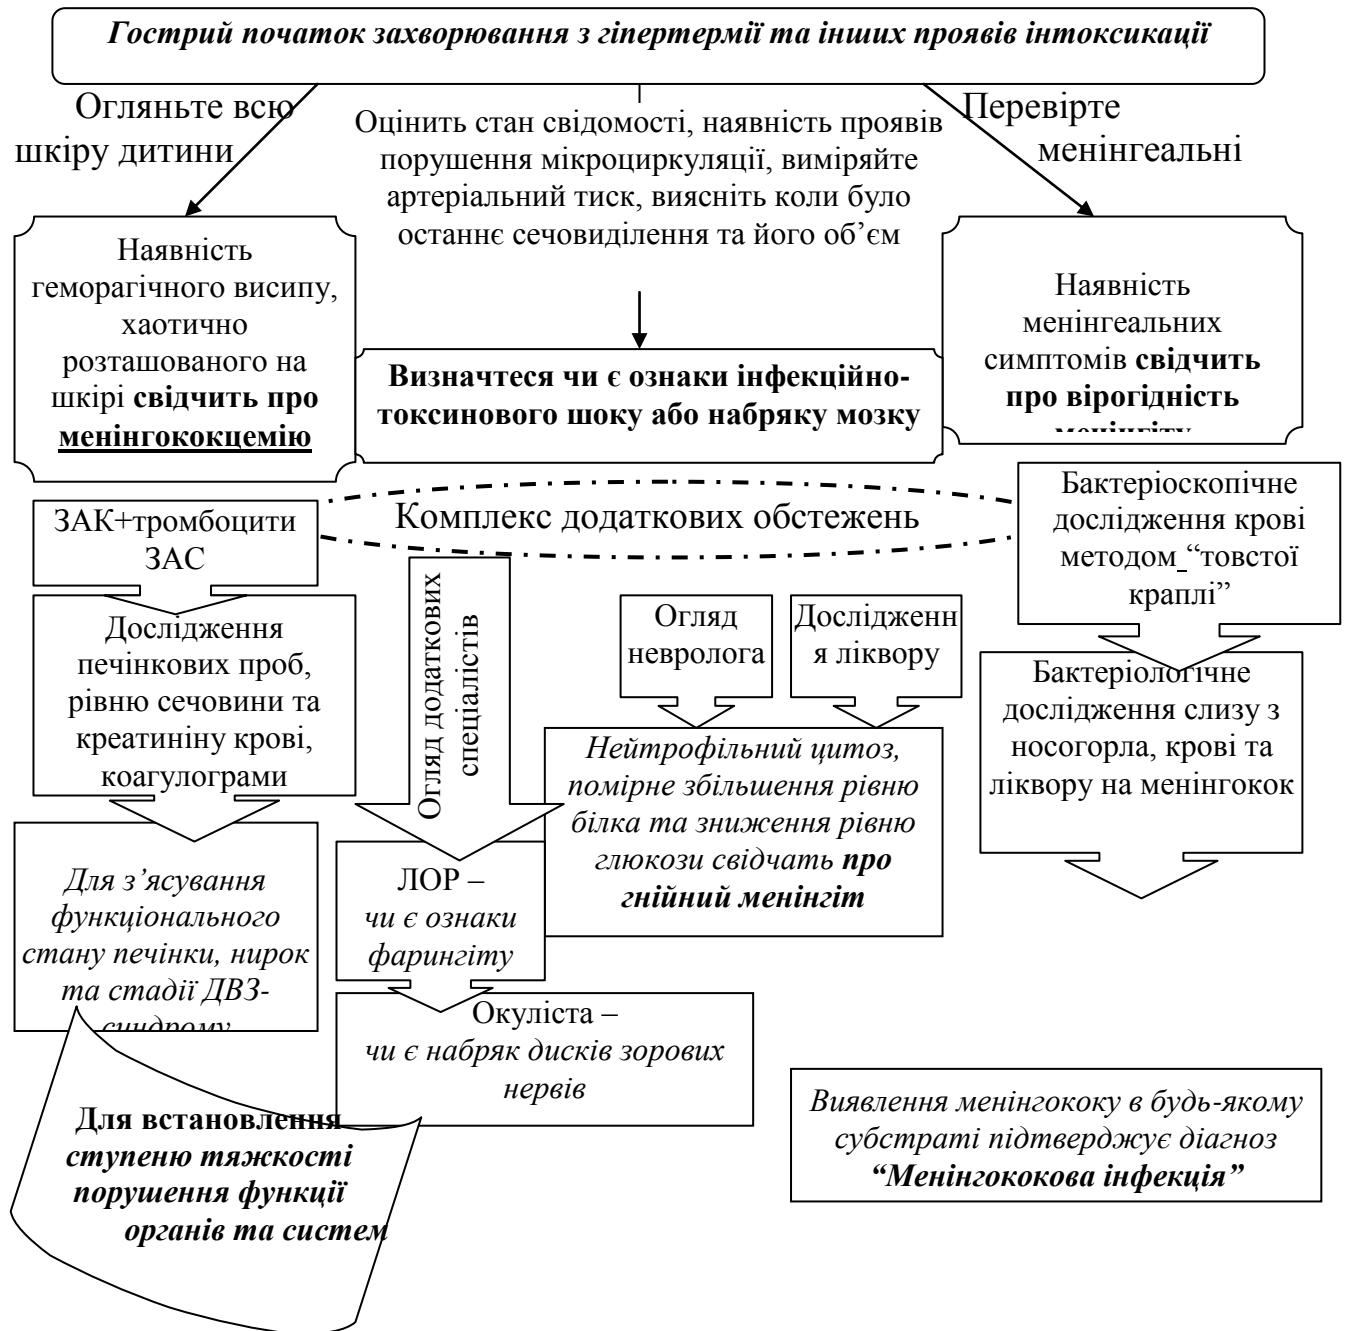 Гострий початок захворювання з гіпертермії та інших проявів інтоксикації
Огляньте всю
шкіру дитини
Оцінить стан свідомості, наявність проявів
порушення мікроциркуляції, виміряйте
артеріальний тиск, виясніть коли було
останнє сечовиділення та його об’єм
Перевірте
менінгеальні
Наявність
геморагічного висипу,
хаотично
розташованого на
шкірі свідчить про
менінгококцемію
Визначтеся чи є ознаки інфекційно-
токсинового шоку або набряку мозку
Наявність
менінгеальних
симптомів свідчить
про вірогідність
менінгіту
Комплекс додаткових обстежень
ЗАК+тромбоцити
ЗАС
Дослідження
печінкових проб,
рівню сечовини та
креатиніну крові,
коагулограми
Для з’ясування
функціонального
стану печінки, нирок
та стадії ДВЗ-
синдрому
Для встановлення
ступеню тяжкості
порушення функції
органів та систем
Огляд додаткових
спеціалістів
ЛОР –
чи є ознаки
фарингіту
Окуліста –
чи є набряк дисків зорових
нервів
Огляд
невролога
Дослідженн
я ліквору
Нейтрофільний цитоз,
помірне збільшення рівню
білка та зниження рівню
глюкози свідчать про
гнійний менінгіт
Бактеріоскопічне
дослідження крові
методом “товстої
краплі”
Бактеріологічне
дослідження слизу з
носогорла, крові та
ліквору на менінгокок
Виявлення менінгококу в будь-якому
субстраті підтверджує діагноз
“Менінгококова інфекція”